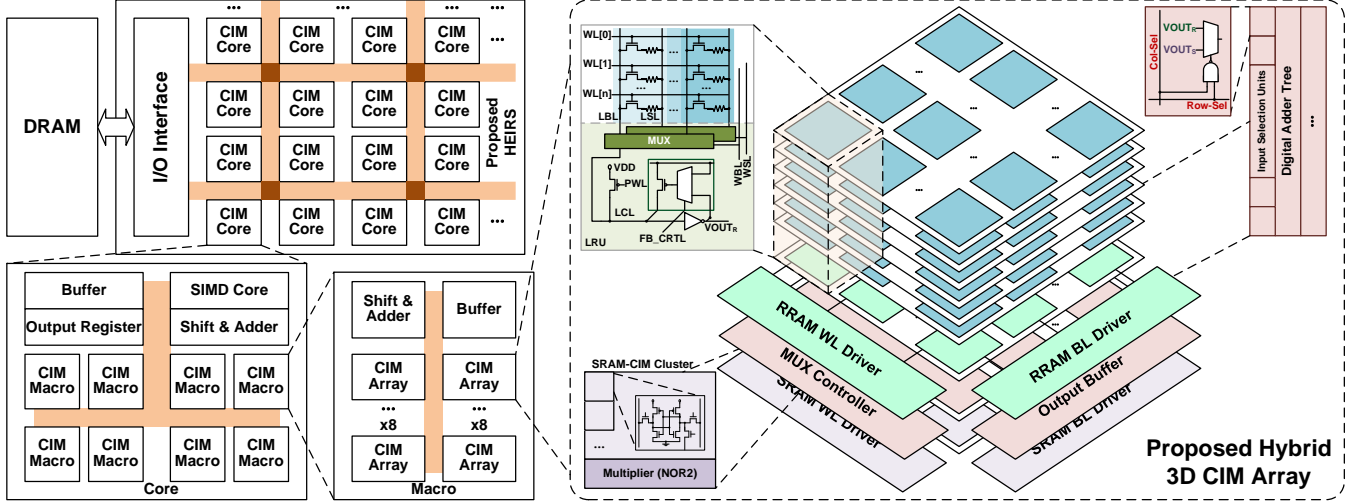 DRAM
I/O Interface
... ... ... ...
CIM Core
CIM Core
CIM Core
CIM Core
...
CIM Core
CIM Core
CIM Core
CIM Core
CIM Core
CIM Core
CIM Core
CIM Core
CIM Core
CIM Core
CIM Core
CIM Core
...
Proposed
HEIRS
Buffer
SIMD Core
Output Register
Shift & Adder
CIM Macro
CIM Macro
CIM Macro
CIM Macro
CIM Macro
CIM Macro
CIM Macro
CIM Macro
Core
Shift &
Adder
Buffer
CIM
Array
CIM
Array
... ...
x8
x8
CIM
Array
CIM
Array
Macro
WL[0]
...
WL[1]
...
WL[n]
...
LBL
LSL
MUX
VDD
PWL
LCL
WBL
WSL
FB_CRTL
VOUTR
LRU
SRAM-CIM Cluster
...
Multiplier (NOR2)
RRAM WL Driver
MUX Controller
SRAM WL Driver
RRAM BL Driver
Output Buffer
SRAM BL Driver
Col-Sel
VOUTR
VOUTS
Row-Sel
Input Selection Units
Digital Adder Tree
...
Proposed Hybrid
3D CIM Array